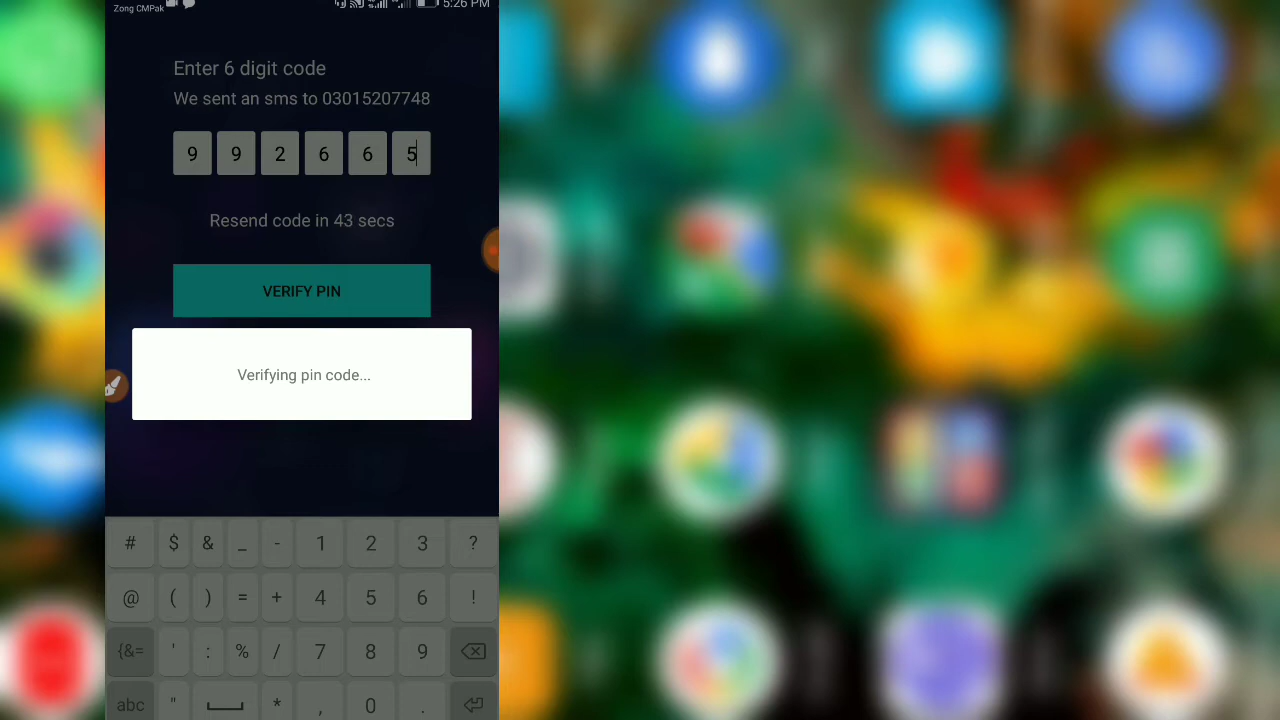 Zong CMPak 5:26 PM
Enter 6 digit code
We sent an sms to 03015207748
9 9 2 6 6 5
Resend code in 43 secs
VERIFY PIN
Verifying pin code...
# $ & _ - 1 2 3 ?
@ ( ) = + 4 5 6 !
{&= ' : % / 7 8 9
abc " * , 0 .